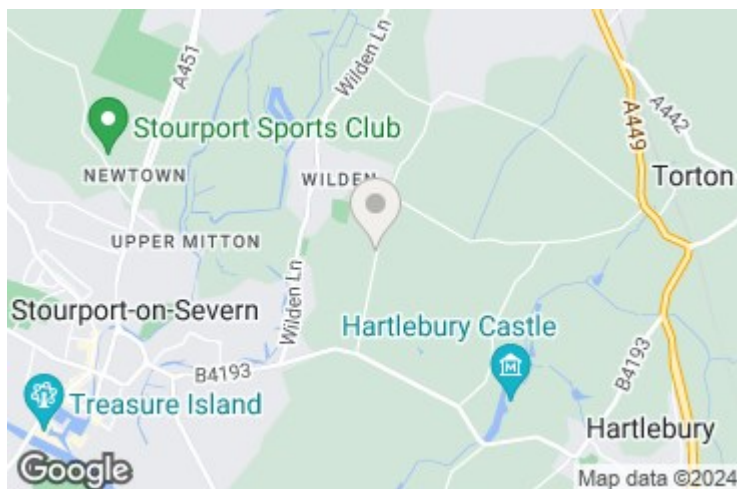 A451
Wilden Ln
Stourport Sports Club
A449
A442
NEWTOWN
WILDEN
Torton
UPPER MITTON
Wilden Ln
Stourport-on-Severn
Hartlebury Castle
M
B4193
B4193
Treasure Island
Hartlebury
Google
Map data ©2024